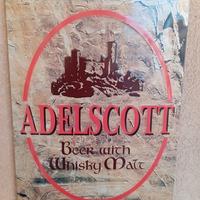 ADELSCOTT
Beer with
Whisky Malt